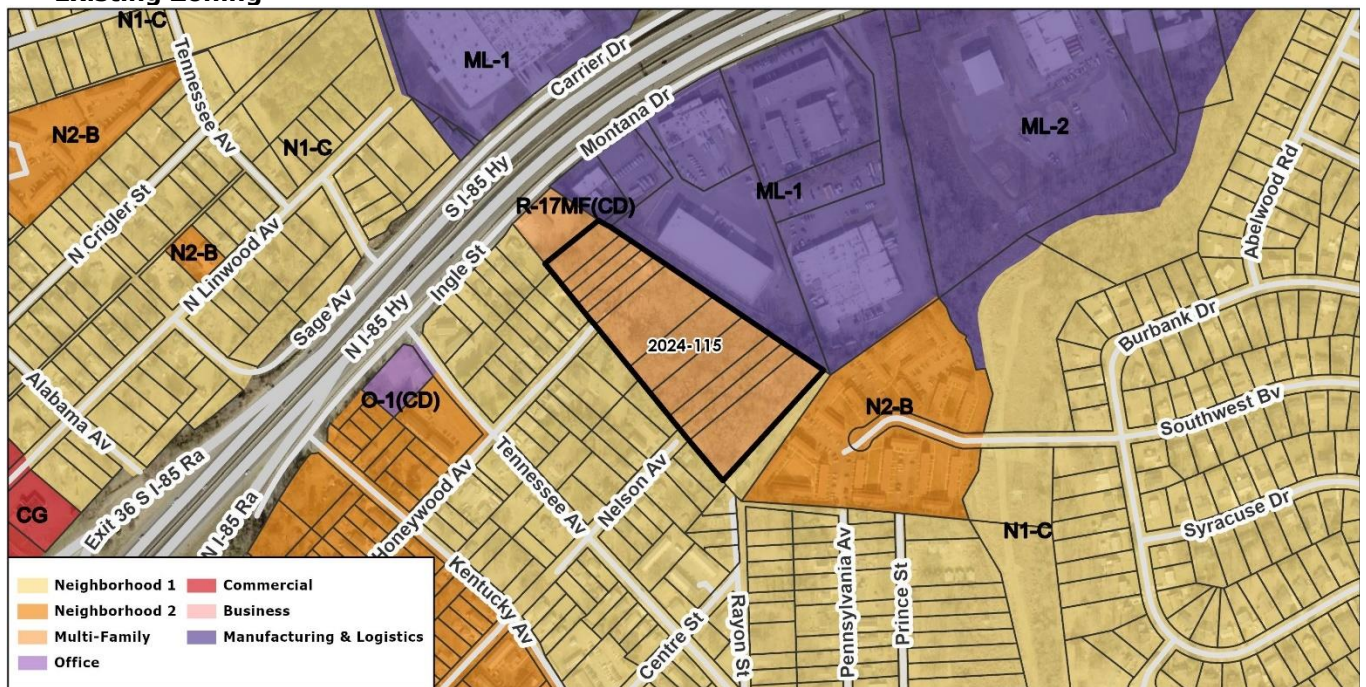 Existing Zoning
N1-C
Tennessee Av
ML-1
Carrier Dr
Montana Dr
N2-B
N1-C
S I-85 Hy
ML-2
ML-1
Abelwood Rd
N Crigler St
N2-B
N Linwood Av
R-17MF(CD)
Ingle St
Sage Av
N I-85 Hy
Burbank Dr
2024-115
Alabama Av
O-1(CD)
N2-B
Southwest Bv
Exit 36 S I-85 Ra
N I-85 Ra
Honeywood Av
Tennessee Av
Nelson Av
CG
Syracuse Dr
N1-C
Kentucky Av
Centre St
Rayon St
Pennsylvania Av
Prince St
Neighborhood 1
Neighborhood 2
Multi-Family
Office
Commercial
Business
Manufacturing & Logistics